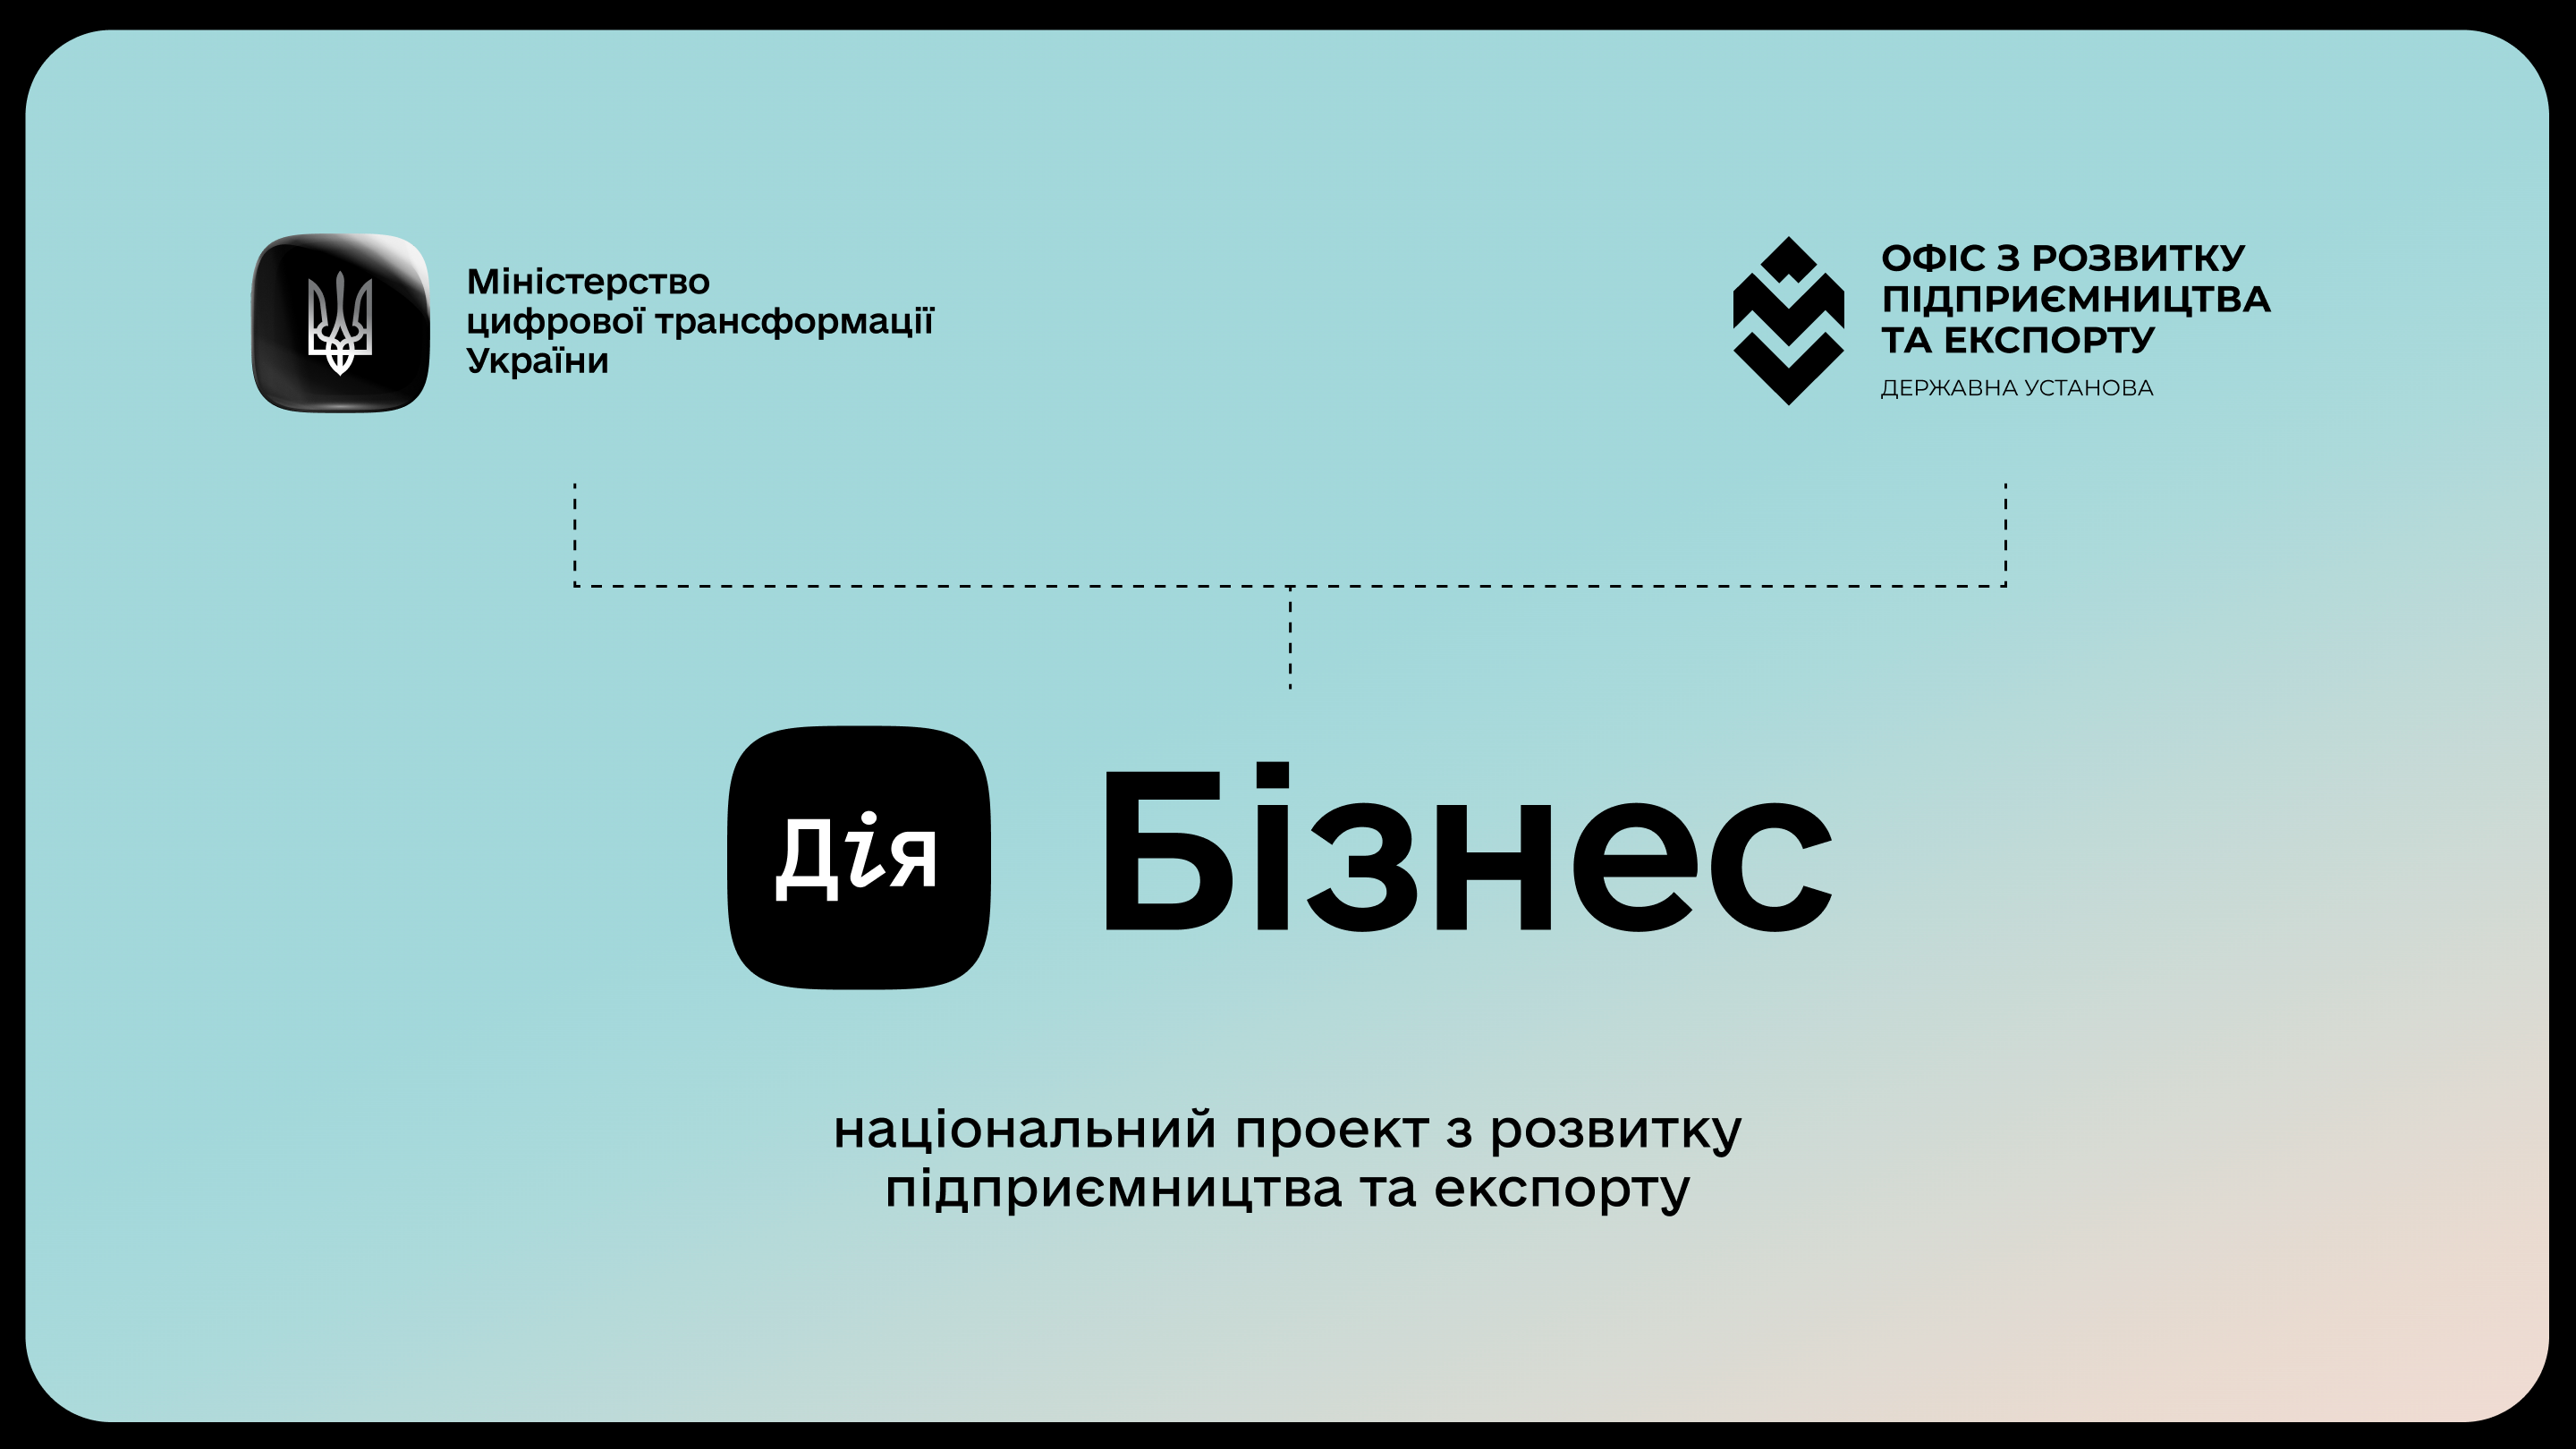 Міністерство
цифрової трансформації
України
ОФІС З РОЗВИТКУ
ПІДПРИЄМНИЦТВА
ТА ЕКСПОРТУ
ДЕРЖАВНА УСТАНОВА
Дія Бізнес
національний проект з розвитку
підприємництва та експорту